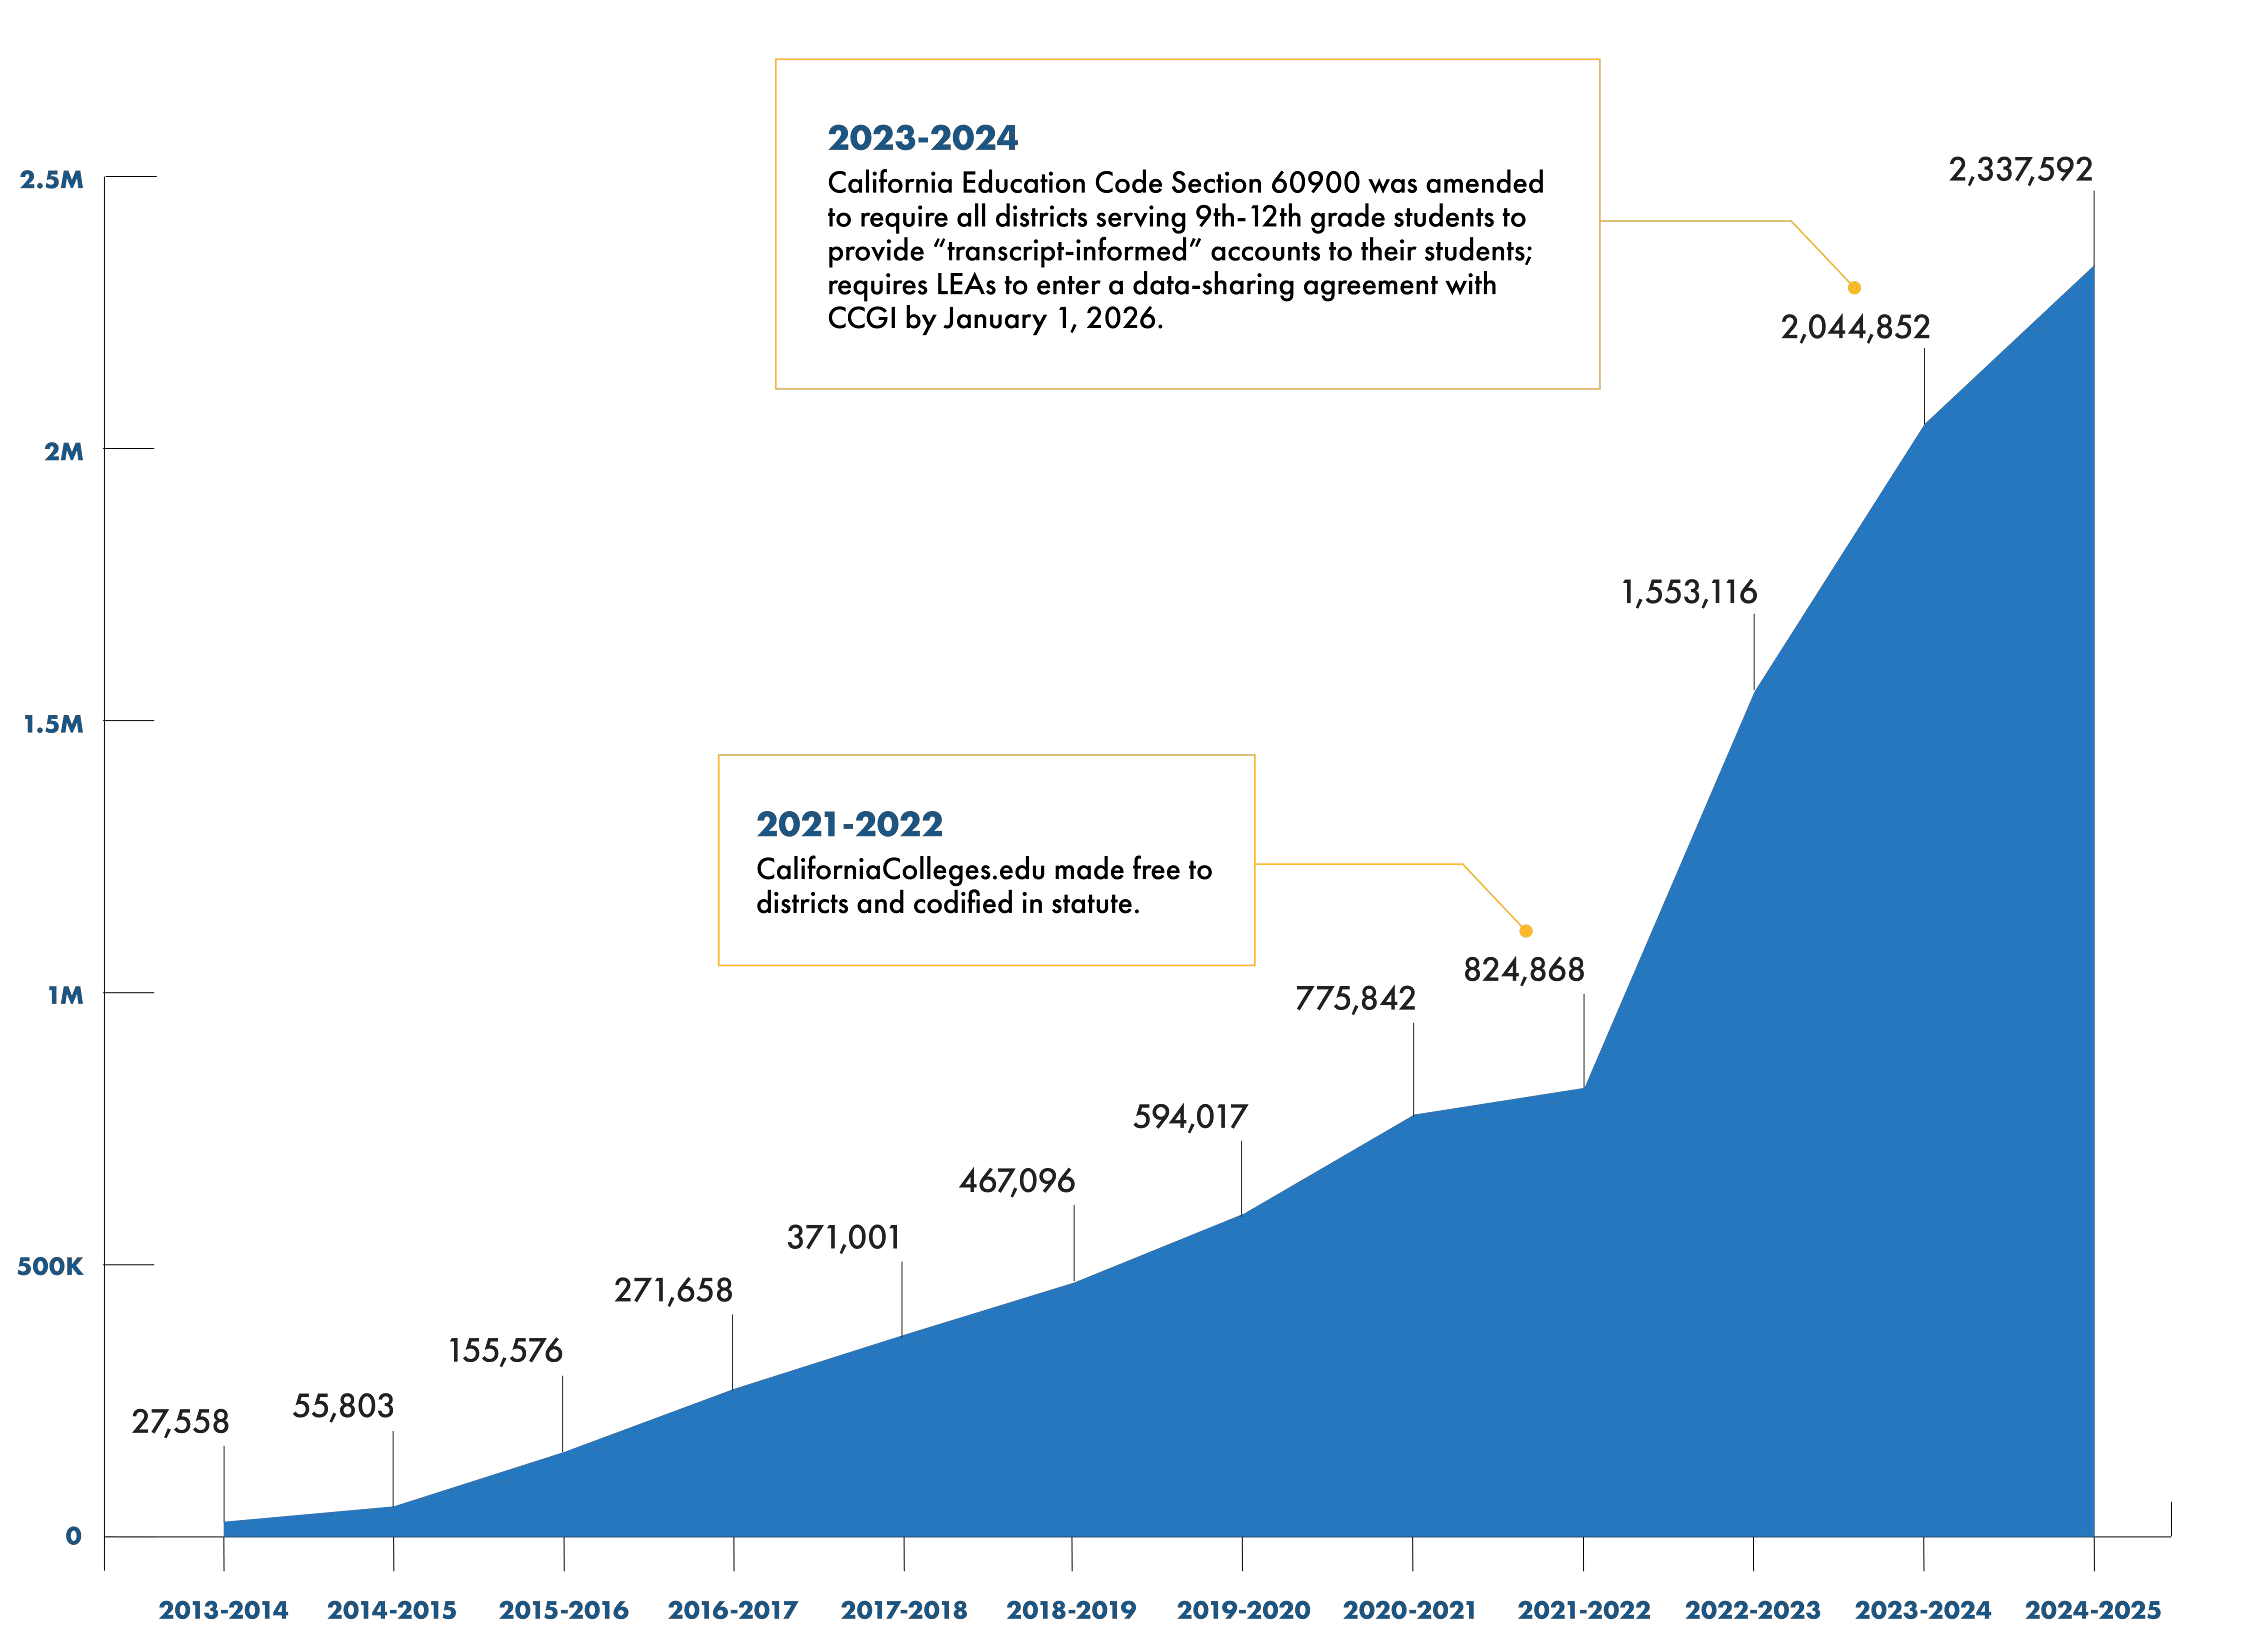 2023-2024
California Education Code Section 60900 was amended
to require all districts serving 9th-12th grade students to
provide “transcript-informed” accounts to their students;
requires LEAs to enter a data-sharing agreement with
CCGI by January 1, 2026.
2.5M
2M
1.5M
1M
500K
0
2021-2022
CaliforniaColleges.edu made free to
districts and codified in statute.
27,558
55,803
155,576
271,658
371,001
467,096
594,017
775,842
824,868
1,553,116
2,044,852
2,337,592
2013-2014
2014-2015
2015-2016
2016-2017
2017-2018
2018-2019
2019-2020
2020-2021
2021-2022
2022-2023
2023-2024
2024-2025